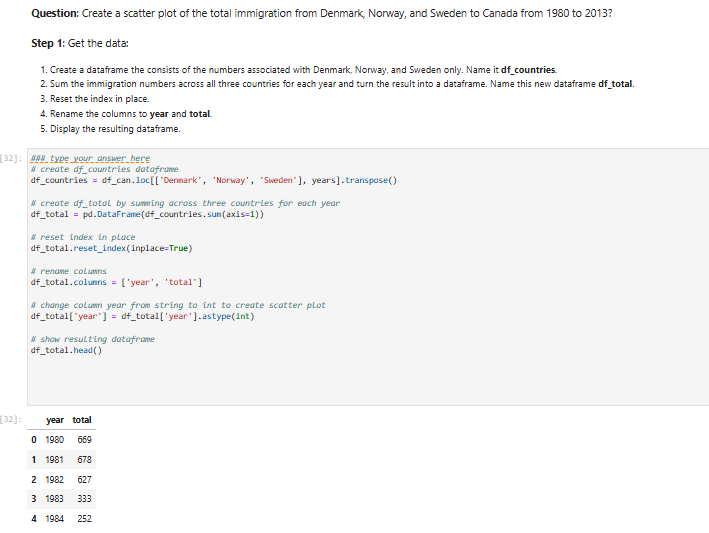 Question: Create a scatter plot of the total immigration from Denmark, Norway, and Sweden to Canada from 1980 to 2013?
Step 1: Get the data:
1. Create a dataframe the consists of the numbers associated with Denmark, Norway, and Sweden only. Name it df_countries.
2. Sum the immigration numbers across all three countries for each year and turn the result into a dataframe. Name this new dataframe df_total.
3. Reset the index in place.
4. Rename the columns to year and total.
5. Display the resulting dataframe.
[32]: ### type your answer here
# create df_countries dataframe
df_countries = df_can.loc[['Denmark', 'Norway', 'Sweden'], years].transpose()
# create df_total by summing across three countries for each year
df_total = pd.DataFrame(df_countries.sum(axis=1))
# reset index in place
df_total.reset_index(inplace=True)
# rename columns
df_total.columns = ['year', 'total']
# change column year from string to int to create scatter plot
df_total['year'] = df_total['year'].astype(int)
# show resulting dataframe
df_total.head()
[32]: year total
0 1980 669
1 1981 678
2 1982 627
3 1983 333
4 1984 252